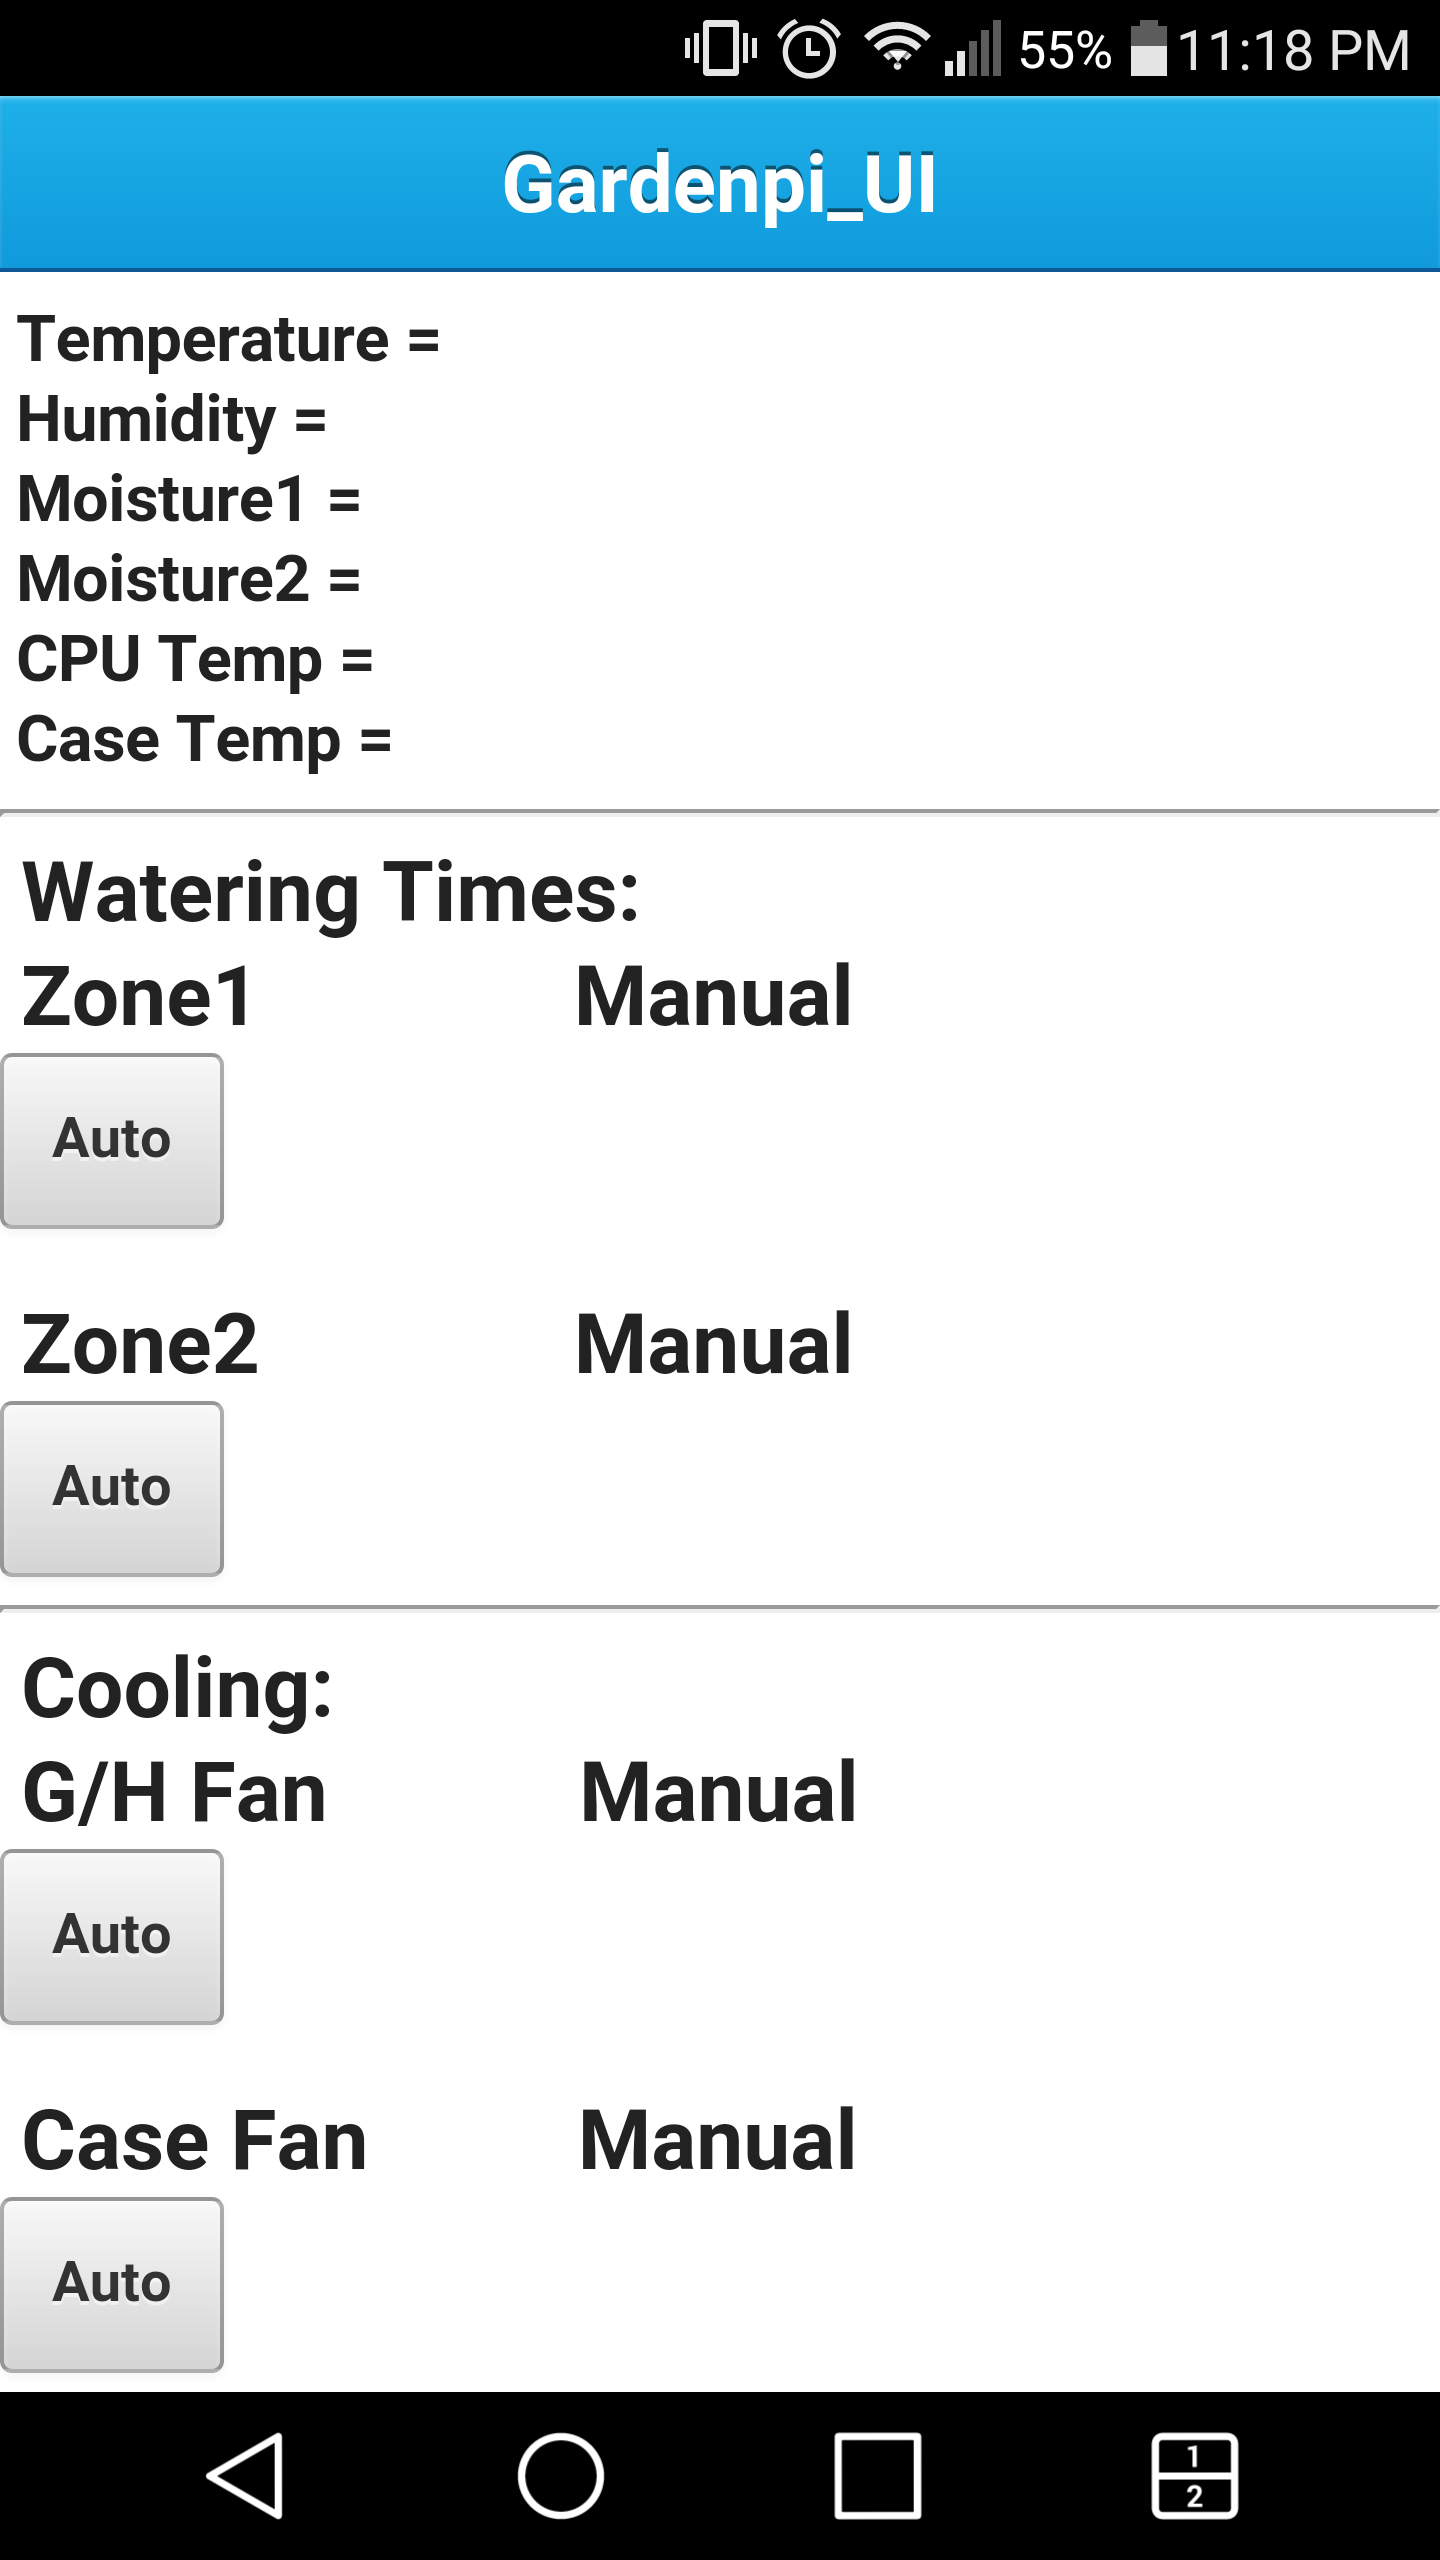 55% 11:18 PM
Gardenpi_UI
Temperature =
Humidity =
Moisture1 =
Moisture2 =
CPU Temp =
Case Temp =
Watering Times:
Zone1 Manual
Auto
Zone2 Manual
Auto
Cooling:
G/H Fan Manual
Auto
Case Fan Manual
Auto
1
2